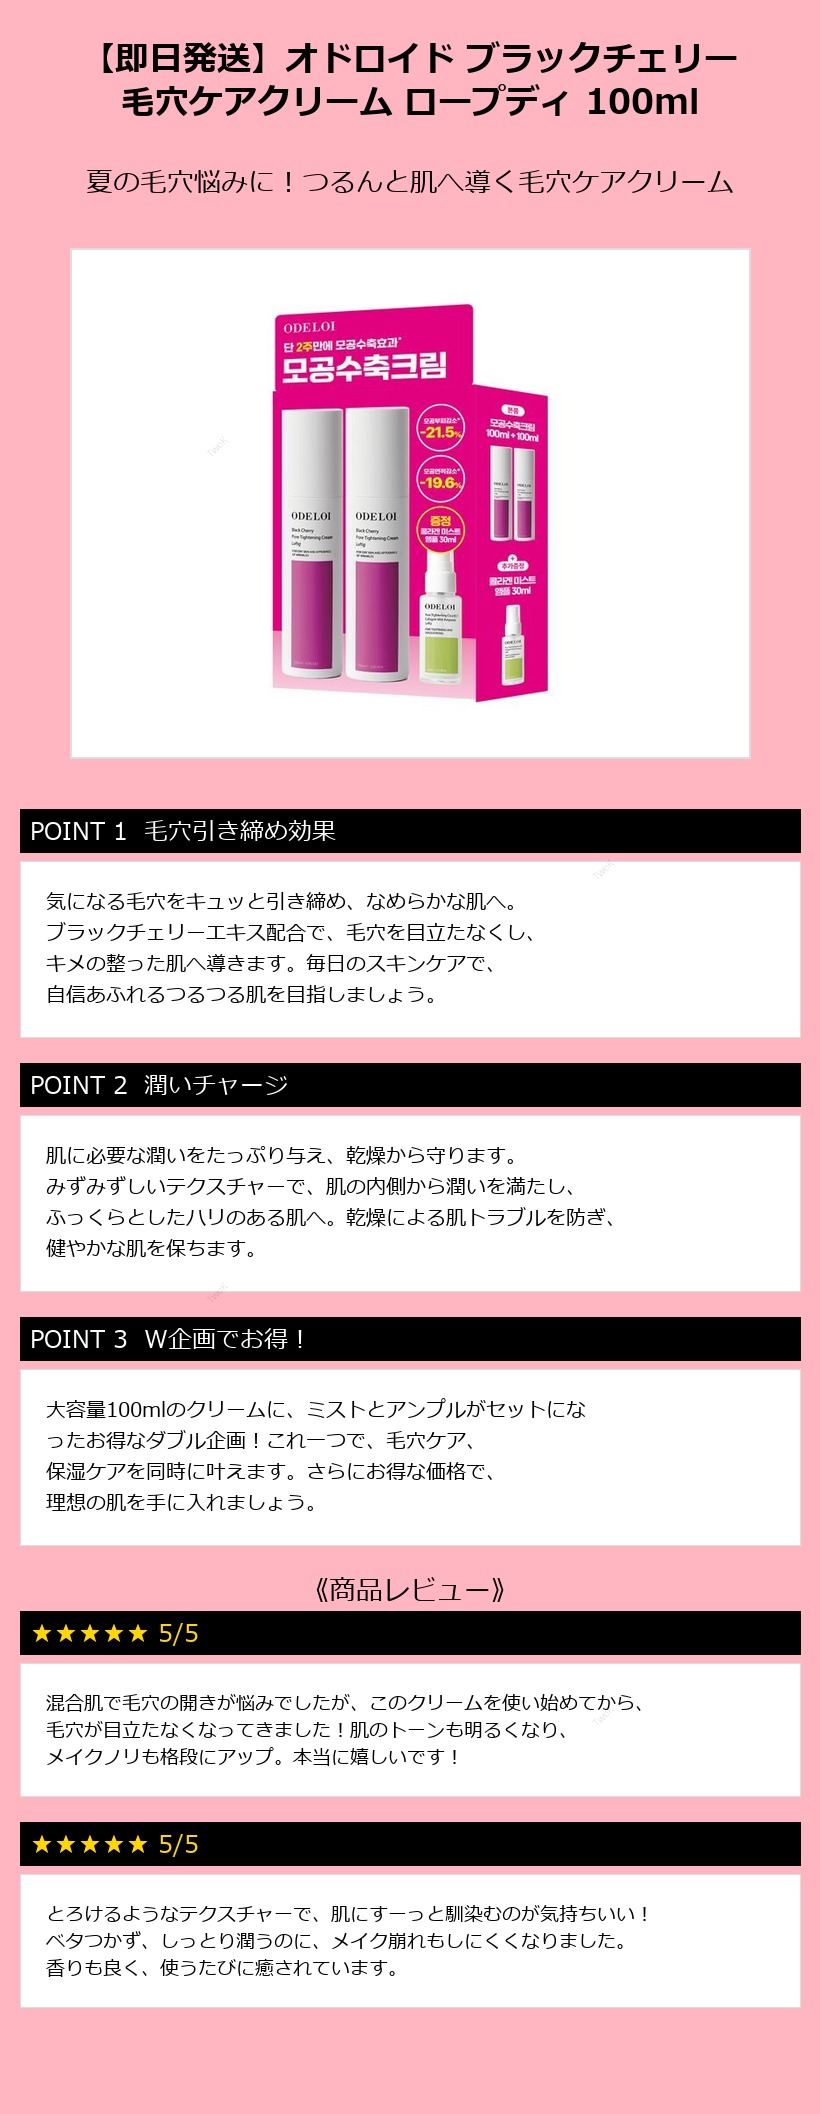 【即日発送】オドロイド ブラックチェリー
毛穴ケアクリーム ロープディ 100ml
夏の毛穴悩みに！つるんと肌へ導く毛穴ケアクリーム
ODELOI
단 2주만에 모공수축효과*
모공수축크림
모공부피감소*
-21.5%
모공면적감소*
-19.6%
증정
콜라겐 미스트
앰플 30ml
본품
모공수축크림
100ml + 100ml
+
추가증정
콜라겐 미스트
앰플 30ml
ODELOI
Black Cherry
Pore Tightening Cream
Loftig
ODELOI
Black Cherry
Pore Tightening Cream
Loftig
ODELOI
ODELOI
ODELOI
ODELOI
TwoK
POINT 1 毛穴引き締め効果
気になる毛穴をキュッと引き締め、なめらかな肌へ。
ブラックチェリーエキス配合で、毛穴を目立たなくし、
キメの整った肌へ導きます。毎日のスキンケアで、
自信あふれるつるつる肌を目指しましょう。
POINT 2 潤いチャージ
肌に必要な潤いをたっぷり与え、乾燥から守ります。
みずみずしいテクスチャーで、肌の内側から潤いを満たし、
ふっくらとしたハリのある肌へ。乾燥による肌トラブルを防ぎ、
健やかな肌を保ちます。
POINT 3 W企画でお得！
大容量100mlのクリームに、ミストとアンプルがセットにな
ったお得なダブル企画！これ一つで、毛穴ケア、
保湿ケアを同時に叶えます。さらにお得な価格で、
理想の肌を手に入れましょう。
《商品レビュー》
★★★★★ 5/5
混合肌で毛穴の開きが悩みでしたが、このクリームを使い始めてから、
毛穴が目立たなくなってきました！肌のトーンも明るくなり、
メイクノリも格段にアップ。本当に嬉しいです！
★★★★★ 5/5
とろけるようなテクスチャーで、肌にすーっと馴染むのが気持ちいい！
ベタつかず、しっとり潤うのに、メイク崩れもしにくくなりました。
香りも良く、使うたびに癒されています。